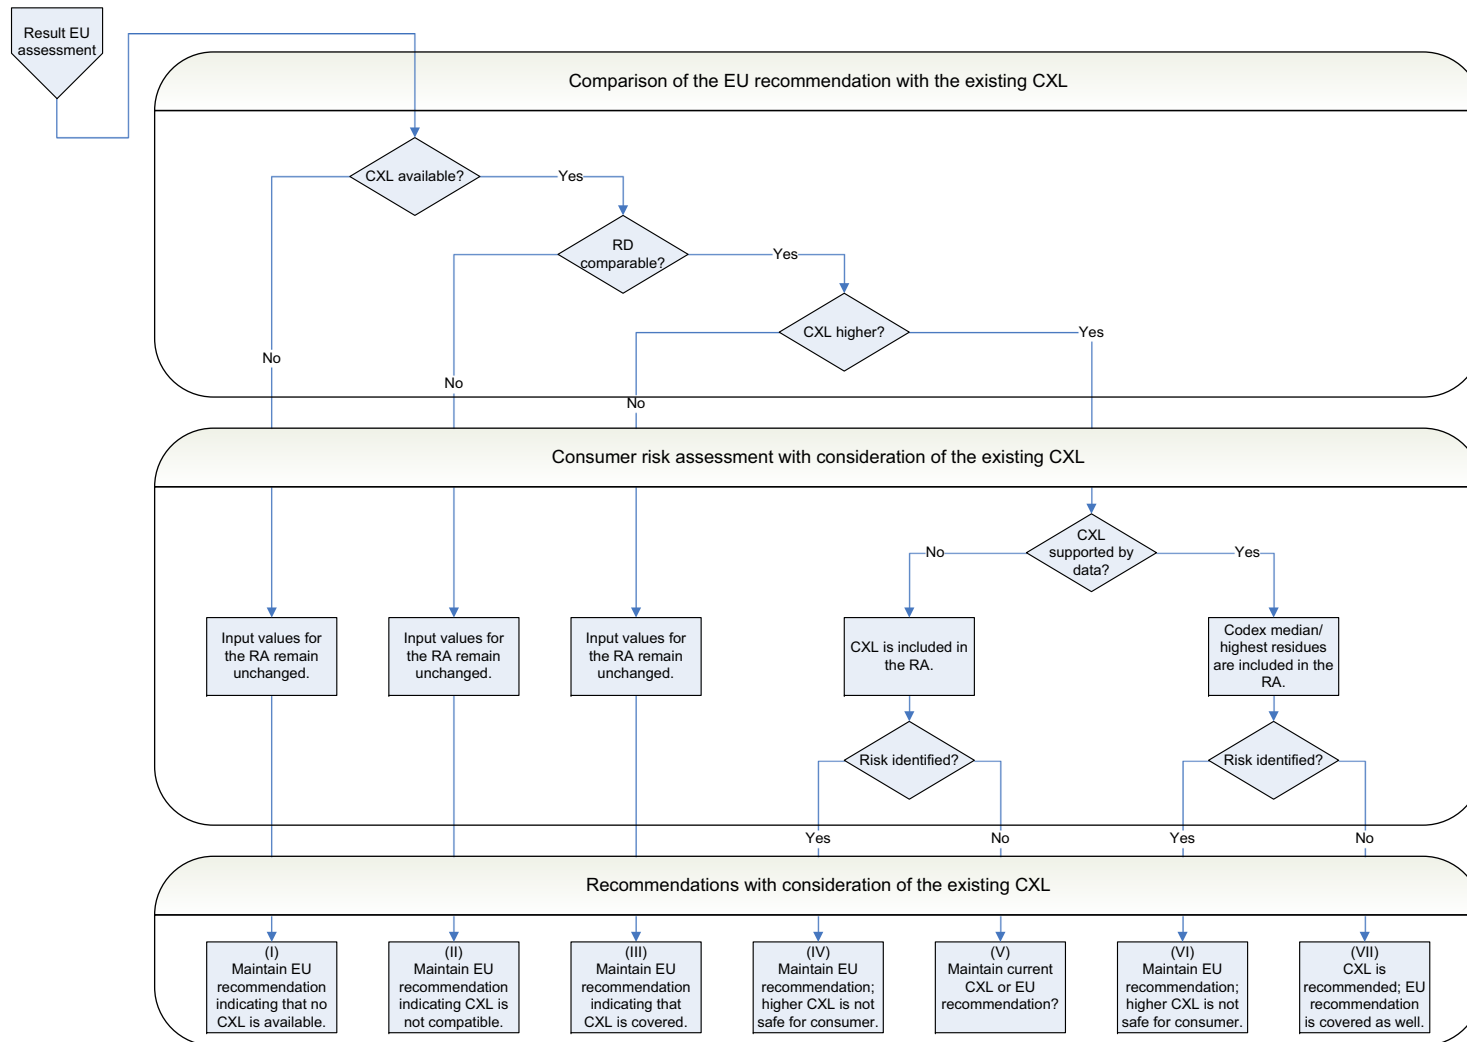 Result EU
assessment
Comparison of the EU recommendation with the existing CXL
CXL available?
Yes
RD
comparable?
Yes
CXL higher?
Yes
No
No
No
Consumer risk assessment with consideration of the existing CXL
CXL
supported by
data?
No
Yes
Input values for
the RA remain
unchanged.
Input values for
the RA remain
unchanged.
Input values for
the RA remain
unchanged.
CXL is included in
the RA.
Codex median/
highest residues
are included in the
RA.
Risk identified?
Risk identified?
Yes
No
Yes
No
Recommendations with consideration of the existing CXL
(I)
Maintain EU
recommendation
indicating that no
CXL is available.
(II)
Maintain EU
recommendation
indicating CXL is
not compatible.
(III)
Maintain EU
recommendation
indicating that
CXL is covered.
(IV)
Maintain EU
recommendation;
higher CXL is not
safe for consumer.
(V)
Maintain current
CXL or EU
recommendation?
(VI)
Maintain EU
recommendation;
higher CXL is not
safe for consumer.
(VII)
CXL is
recommended; EU
recommendation
is covered as well.